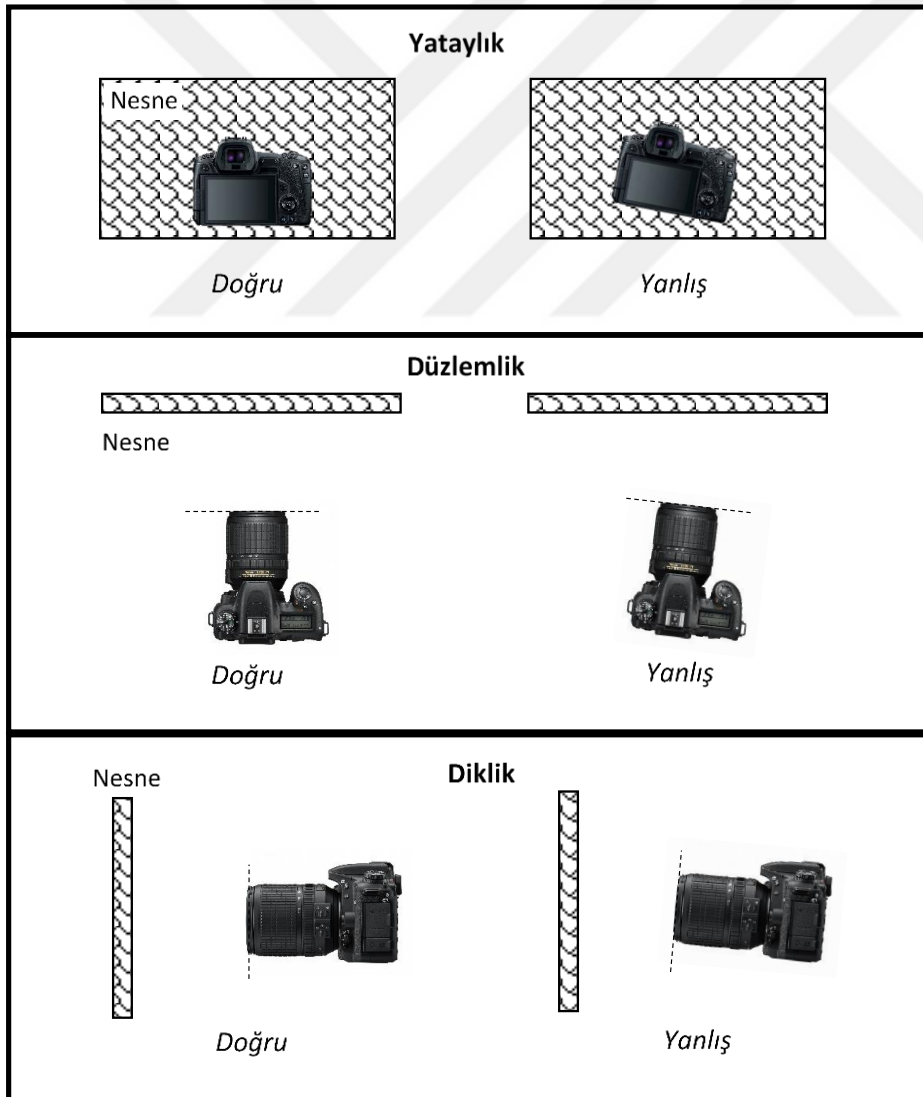 Yataylık
Nesne
Doğru
Yanlış
Düzlemlik
Nesne
Doğru
Yanlış
Nesne
Diklik
Doğru
Yanlış